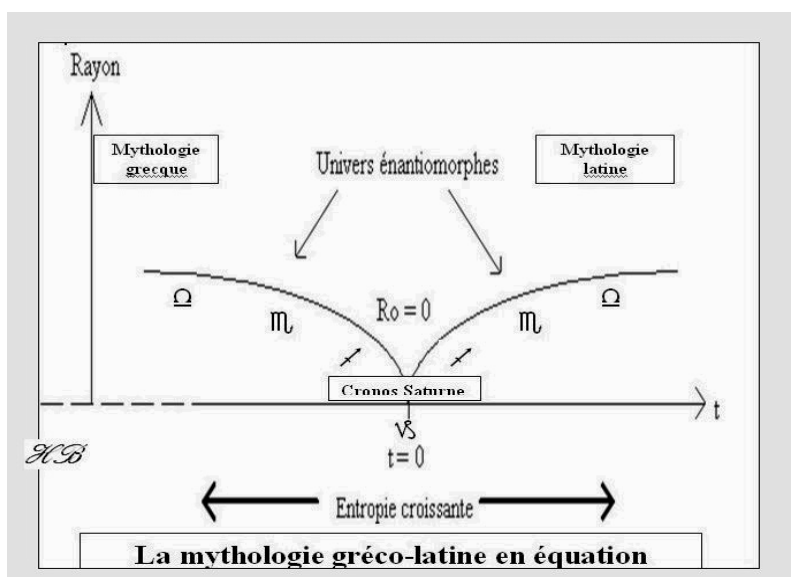 Rayon
Mythologie
grecque
Univers énantiomorphes
Mythologie
latine
♎ ♏ Ro = 0 ♏ ♎
♐ ♐
Cronos Saturne
t
♑
HB
t= 0
Entropie croissante
La mythologie gréco-latine en équation